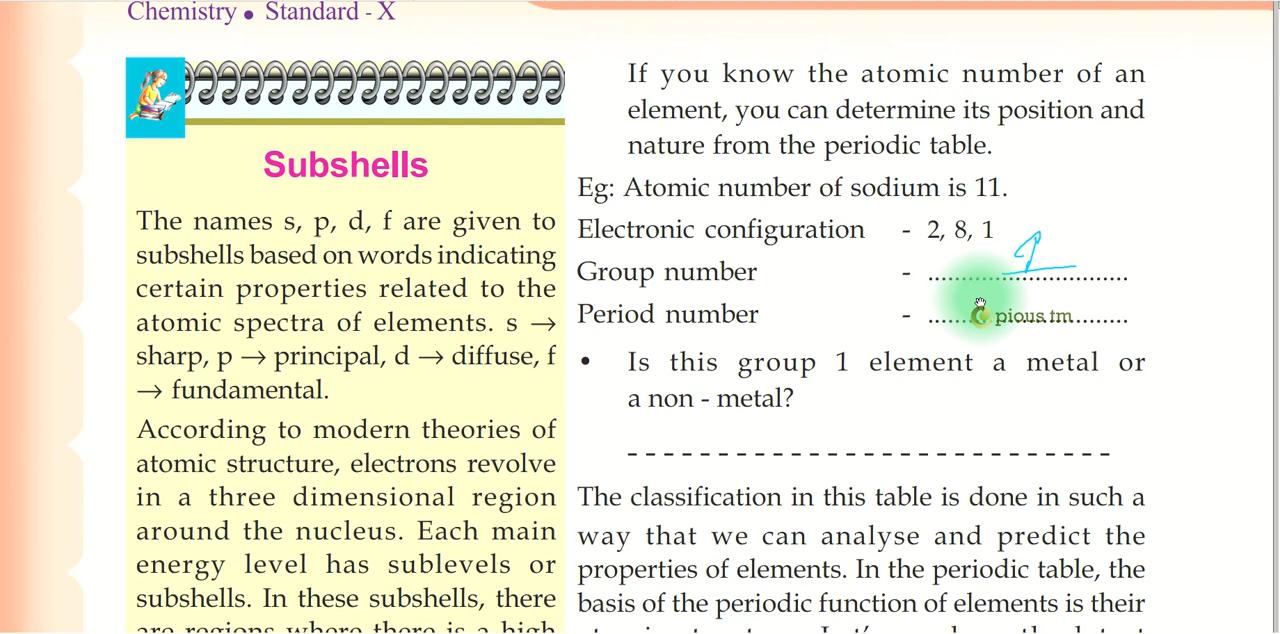 Chemistry • Standard - X
Subshells
The names s, p, d, f are given to
subshells based on words indicating
certain properties related to the
atomic spectra of elements. s →
sharp, p → principal, d → diffuse, f
→ fundamental.
According to modern theories of
atomic structure, electrons revolve
in a three dimensional region
around the nucleus. Each main
energy level has sublevels or
subshells. In these subshells, there
are regions where there is a high
If you know the atomic number of an
element, you can determine its position and
nature from the periodic table.
Eg: Atomic number of sodium is 11.
Electronic configuration - 2, 8, 1
Group number - ........ 1 ........
Period number - ........
pious tm
• Is this group 1 element a metal or
a non - metal?
The classification in this table is done in such a
way that we can analyse and predict the
properties of elements. In the periodic table, the
basis of the periodic function of elements is their